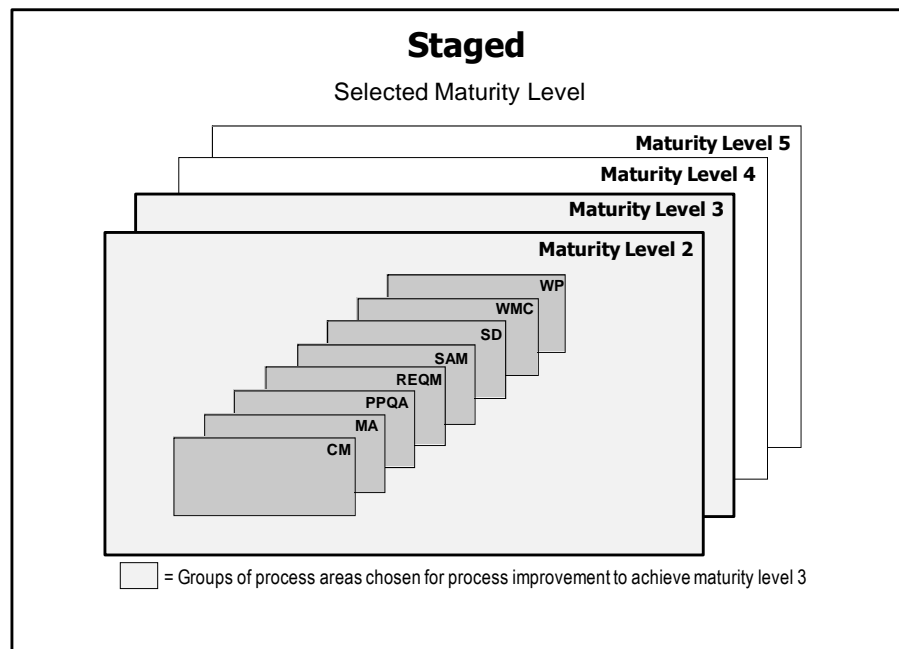 Staged
Selected Maturity Level
Maturity Level 5
Maturity Level 4
Maturity Level 3
Maturity Level 2
WP
WMC
SD
SAM
REQM
PPQA
MA
CM
= Groups of process areas chosen for process improvement to achieve maturity level 3